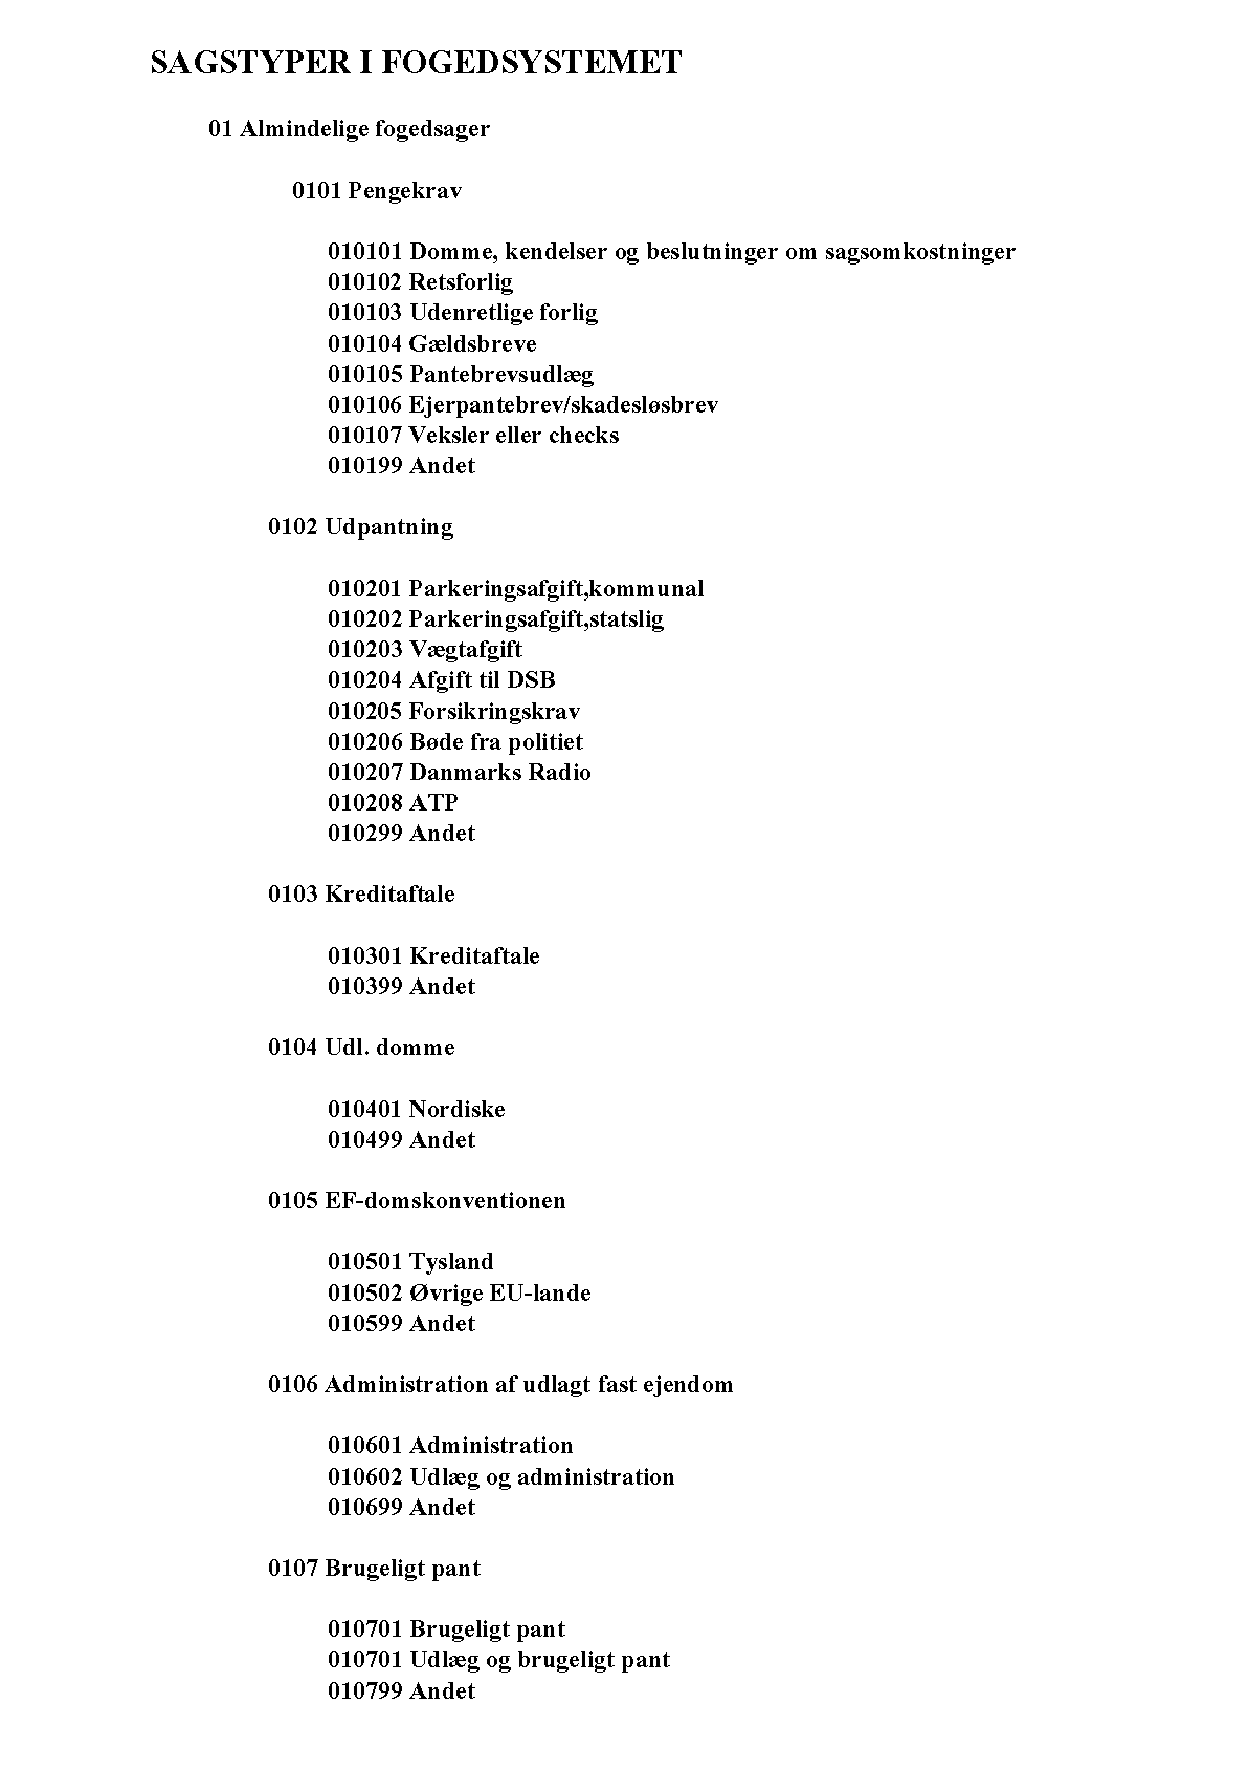 SAGSTYPER I FOGEDSYSTEMET
01 Almindelige fogedsager
0101 Pengekrav
010101 Domme, kendelser og beslutninger om sagsomkostninger
010102 Retsforlig
010103 Udenretlige forlig
010104 Gældsbreve
010105 Pantebrevsudlæg
010106 Ejerpantebrev/skadesløsbrev
010107 Veksler eller checks
010199 Andet
0102 Udpantning
010201 Parkeringsafgift,kommunal
010202 Parkeringsafgift,statslig
010203 Vægtafgift
010204 Afgift til DSB
010205 Forsikringskrav
010206 Bøde fra politiet
010207 Danmarks Radio
010208 ATP
010299 Andet
0103 Kreditaftale
010301 Kreditaftale
010399 Andet
0104 Udl. domme
010401 Nordiske
010499 Andet
0105 EF-domskonventionen
010501 Tysland
010502 Øvrige EU-lande
010599 Andet
0106 Administration af udlagt fast ejendom
010601 Administration
010602 Udlæg og administration
010699 Andet
0107 Brugeligt pant
010701 Brugeligt pant
010701 Udlæg og brugeligt pant
010799 Andet